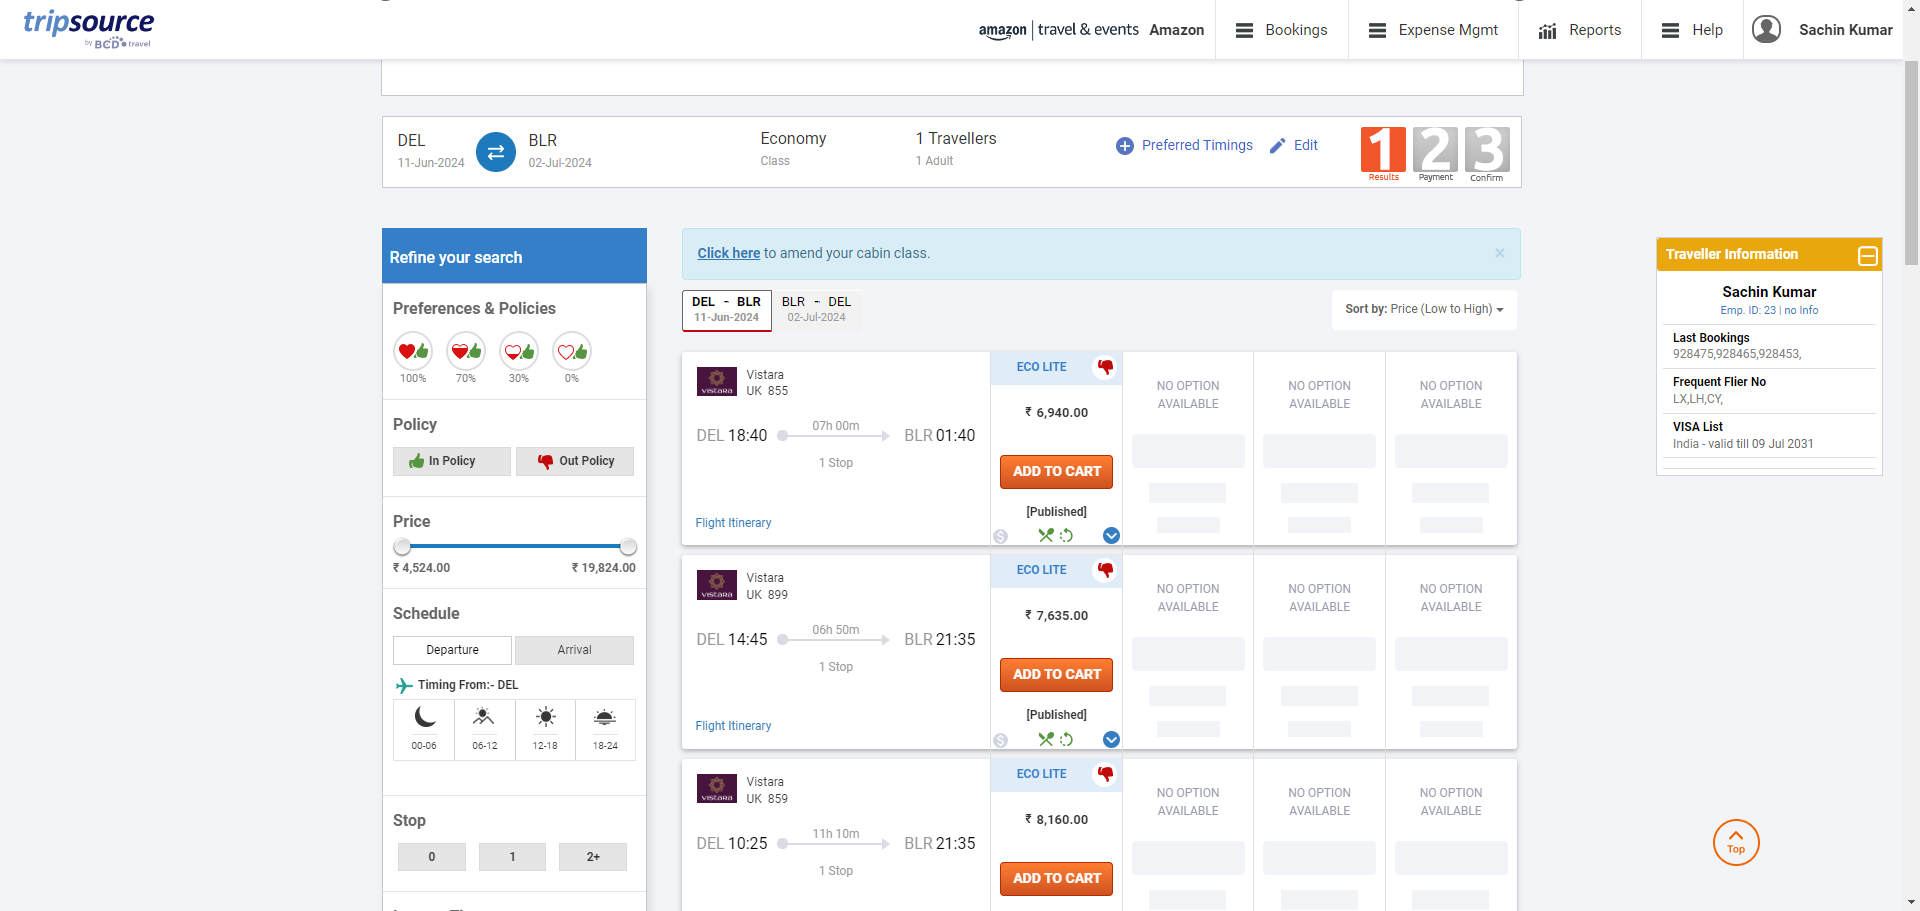 tripsource
by BCD travel
amazon | travel & events Amazon
Bookings
Expense Mgmt
Reports
Help
Sachin Kumar
DEL
11-Jun-2024
BLR
02-Jul-2024
Economy
Class
1 Travellers
1 Adult
Preferred Timings
Edit
1 2 3
Results Payment Confirm
Refine your search
Preferences & Policies
100% 70% 30% 0%
Policy
In Policy Out Policy
Price
₹ 4,524.00 ₹ 19,824.00
Schedule
Departure Arrival
Timing From:- DEL
00-06 06-12 12-18 18-24
Stop
0 1 2+
Click here to amend your cabin class. ×
DEL - BLR
11-Jun-2024
BLR - DEL
02-Jul-2024
Sort by: Price (Low to High)
VISTARA
Vistara
UK 855
DEL 18:40
07h 00m
1 Stop
BLR 01:40
Flight Itinerary
ECO LITE
₹ 6,940.00
ADD TO CART
[Published]
$
NO OPTION
AVAILABLE
NO OPTION
AVAILABLE
NO OPTION
AVAILABLE
VISTARA
Vistara
UK 899
DEL 14:45
06h 50m
1 Stop
BLR 21:35
Flight Itinerary
ECO LITE
₹ 7,635.00
ADD TO CART
[Published]
$
NO OPTION
AVAILABLE
NO OPTION
AVAILABLE
NO OPTION
AVAILABLE
VISTARA
Vistara
UK 859
DEL 10:25
11h 10m
1 Stop
BLR 21:35
ECO LITE
₹ 8,160.00
ADD TO CART
NO OPTION
AVAILABLE
NO OPTION
AVAILABLE
NO OPTION
AVAILABLE
Traveller Information
Sachin Kumar
Emp. ID: 23 | no Info
Last Bookings
928475,928465,928453,
Frequent Flier No
LX,LH,CY,
VISA List
India - valid till 09 Jul 2031
Top